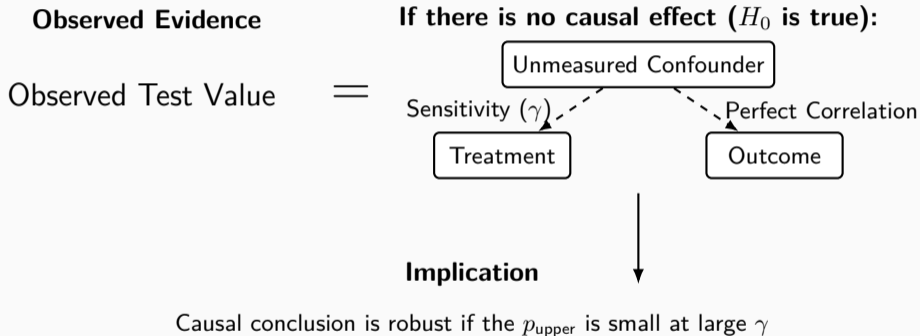 Observed Evidence
If there is no causal effect (H₀ is true):
Observed Test Value
=
Unmeasured Confounder
Sensitivity (γ)
Perfect Correlation
Treatment
Outcome
Implication
Causal conclusion is robust if the p_upper is small at large γ